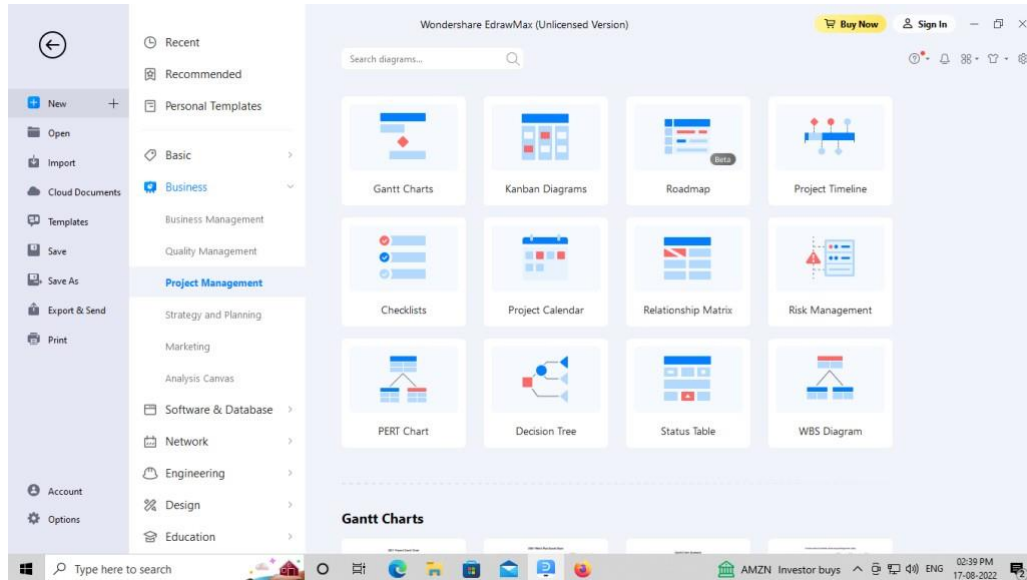 Wondershare EdrawMax (Unlicensed Version)
Buy Now
Sign In
Search diagrams...
New
Open
Import
Cloud Documents
Templates
Save
Save As
Export & Send
Print
Account
Options
Recent
Recommended
Personal Templates
Basic
Business
Business Management
Quality Management
Project Management
Strategy and Planning
Marketing
Analysis Canvas
Software & Database
Network
Engineering
Design
Education
Gantt Charts
Kanban Diagrams
Beta
Roadmap
Project Timeline
Checklists
Project Calendar
Relationship Matrix
Risk Management
PERT Chart
Decision Tree
Status Table
WBS Diagram
Gantt Charts
Type here to search
AMZN Investor buys
ENG
02:39 PM
17-08-2022